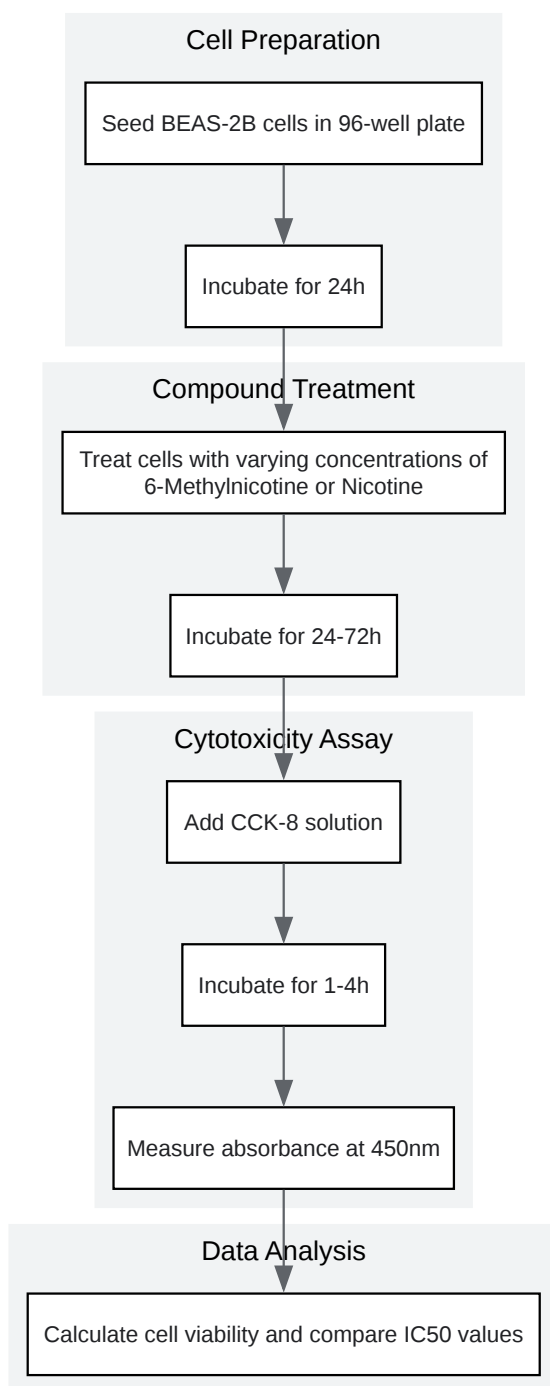 Cell Preparation
Seed BEAS-2B cells in 96-well plate
Incubate for 24h
Compound Treatment
Treat cells with varying concentrations of
6-Methylnicotine or Nicotine
Incubate for 24-72h
Cytotoxicity Assay
Add CCK-8 solution
Incubate for 1-4h
Measure absorbance at 450nm
Data Analysis
Calculate cell viability and compare IC50 values